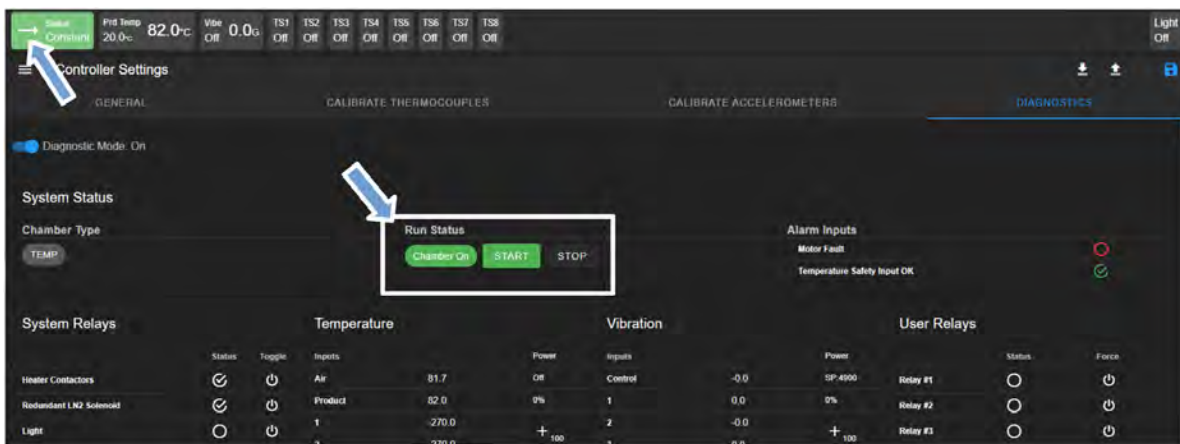 Status Prd Temp Vibe TS1 TS2 TS3 TS4 TS5 TS6 TS7 TS8 Light
Constant 20.0°C 82.0°C Off 0.0G Off Off Off Off Off Off Off Off Off
Controller Settings
GENERAL CALIBRATE THERMOCOUPLES CALIBRATE ACCELEROMETERS DIAGNOSTICS
Diagnostic Mode: On
System Status
Chamber Type Run Status Alarm Inputs
TEMP Chamber On START STOP Motor Fault
Temperature Safety Input OK
System Relays Temperature Vibration User Relays
Status Toggle Inputs Power Inputs Power Status Force
Heater Contactors Air 81.7 Off Control -0.0 SP:4900 Relay #1
Redundant LN2 Solenoid Product 82.0 0% 1 0.0 0% Relay #2
Light 1 -270.0 + 100 2 -0.0 + 100 Relay #3